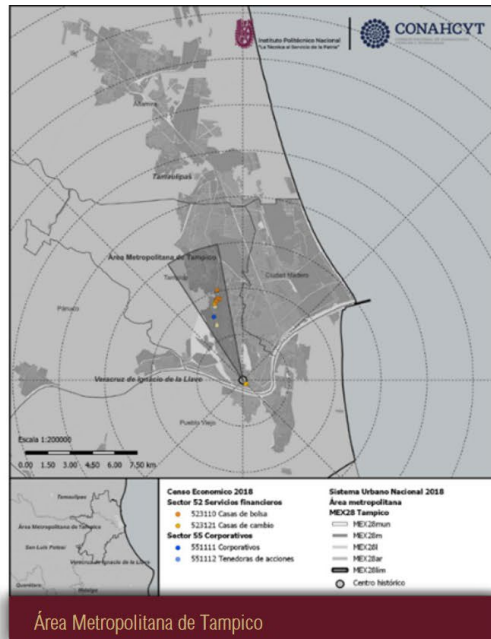 Instituto Politécnico Nacional
"La Técnica al Servicio de la Patria"
CONAHCYT
Altamira
Tamaulipas
Área Metropolitana de Tampico
Tampico
Ciudad Madero
Pánuco
Veracruz de Ignacio de la Llave
Pueblo Viejo
Escala 1:200000
0.00 1.50 3.00 4.50 6.00 7.50 km
Tamaulipas
Área Metropolitana de Tampico
San Luis Potosí
Veracruz de Ignacio de la Llave
Querétaro
Hidalgo
Censo Economico 2018
Sector 52 Servicios financieros
523110 Casas de bolsa
523121 Casas de cambio
Sector 55 Corporativos
551111 Corporativos
551112 Tenedoras de acciones
Sistema Urbano Nacional 2018
Área metropolitana
MEX28 Tampico
MEX28mun
MEX28m
MEX28l
MEX28ar
MEX28lim
Centro histórico
Área Metropolitana de Tampico